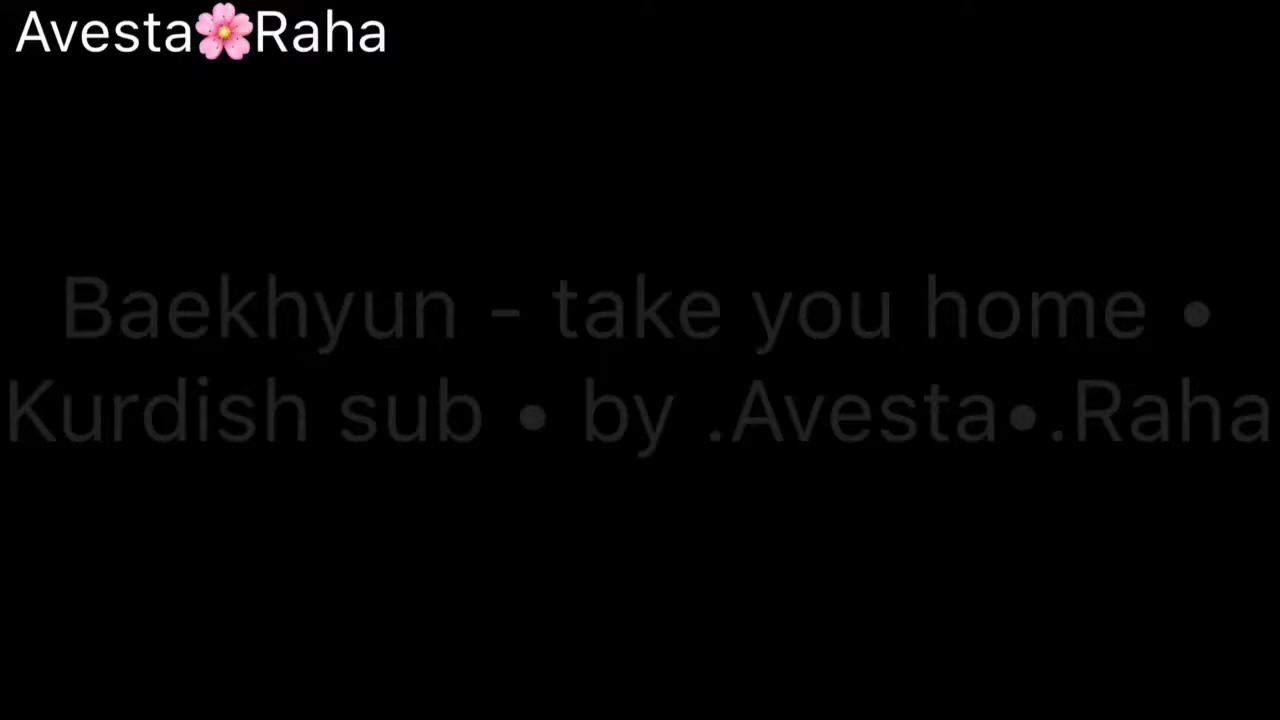 Avesta🌸Raha
Baekhyun - take you home •
Kurdish sub • by .Avesta•.Raha